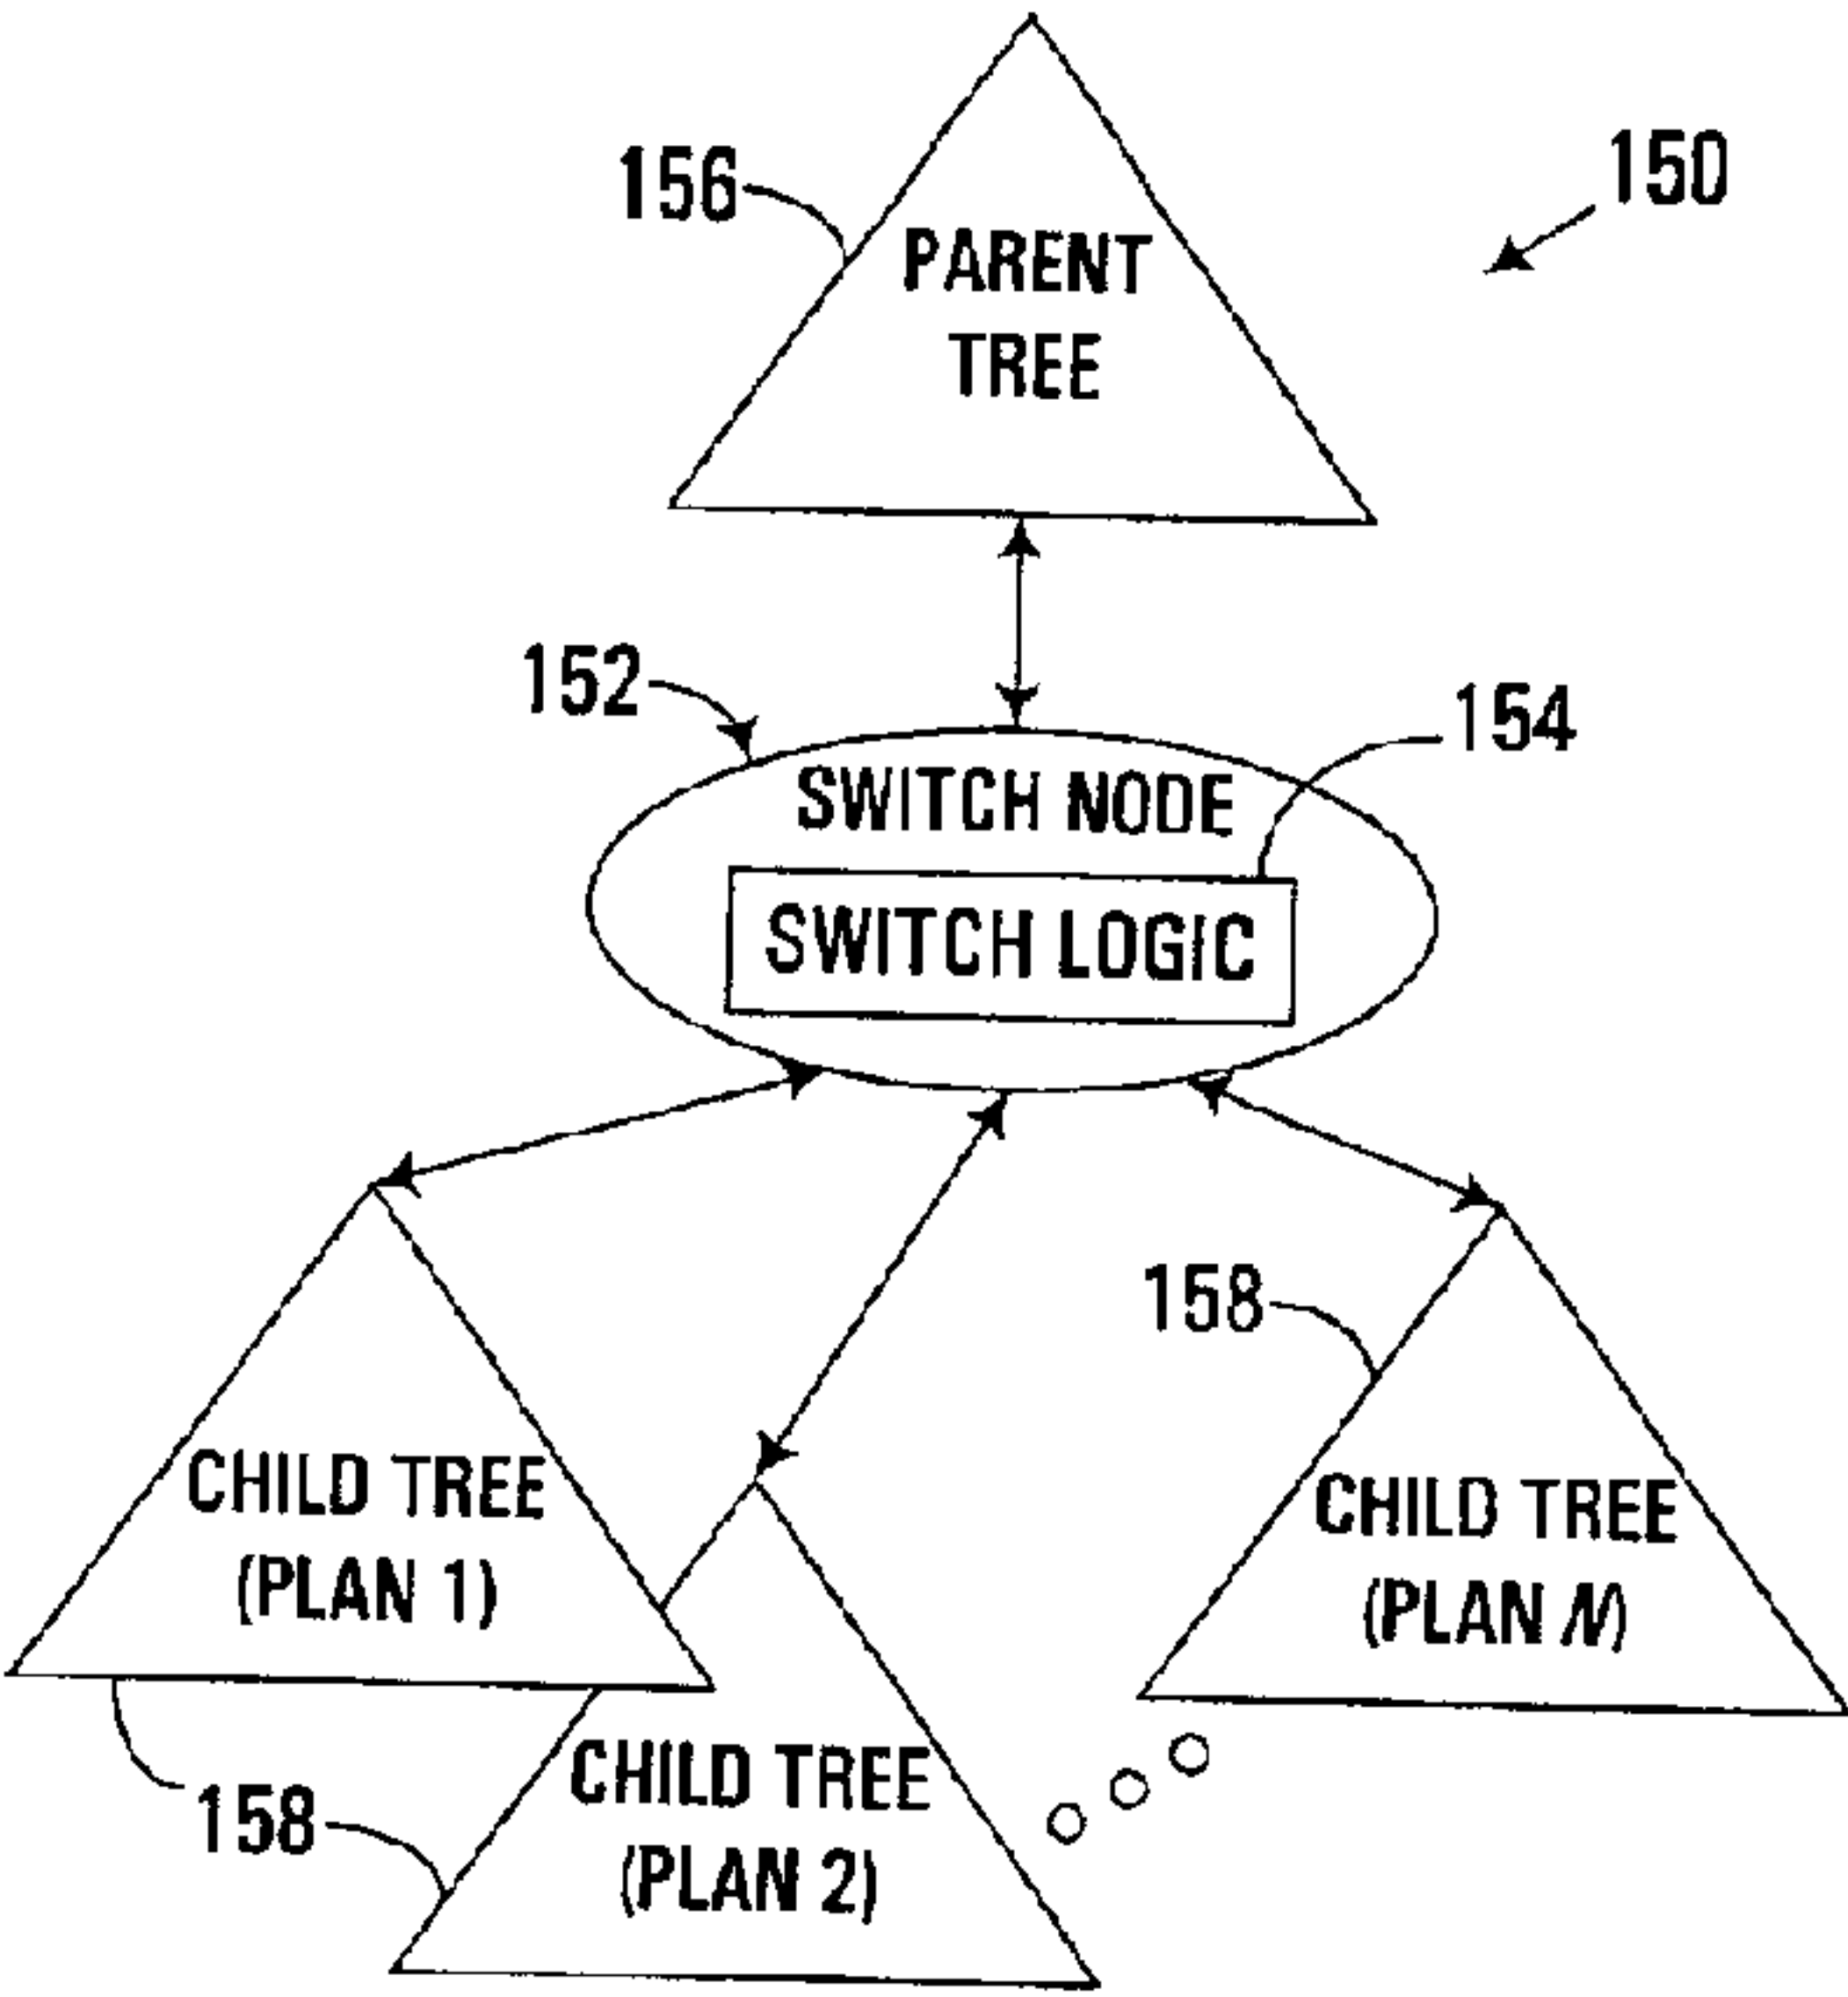 156
150
PARENT
TREE
152
154
SWITCH NODE
SWITCH LOGIC
158
CHILD TREE
(PLAN 1)
CHILD TREE
(PLAN N)
158
CHILD TREE
(PLAN 2)